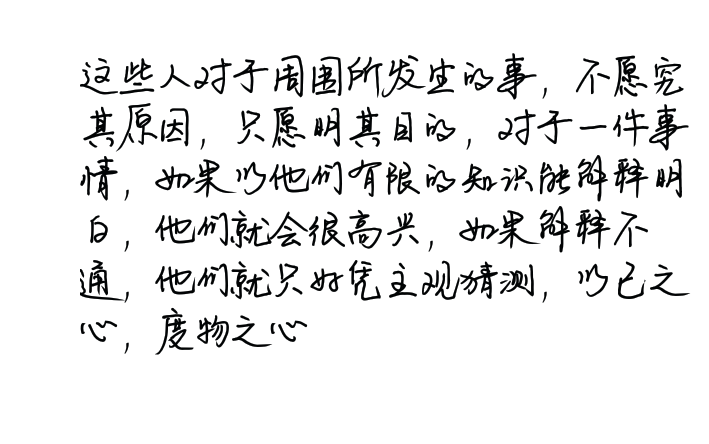 这些人对于周围所发生的事，不愿究
其原因，只愿明其目的，对于一件事
情，如果以他们有限的知识能解释明
白，他们就会很高兴，如果解释不
通，他们就只好凭主观猜测，以己之
心，度物之心